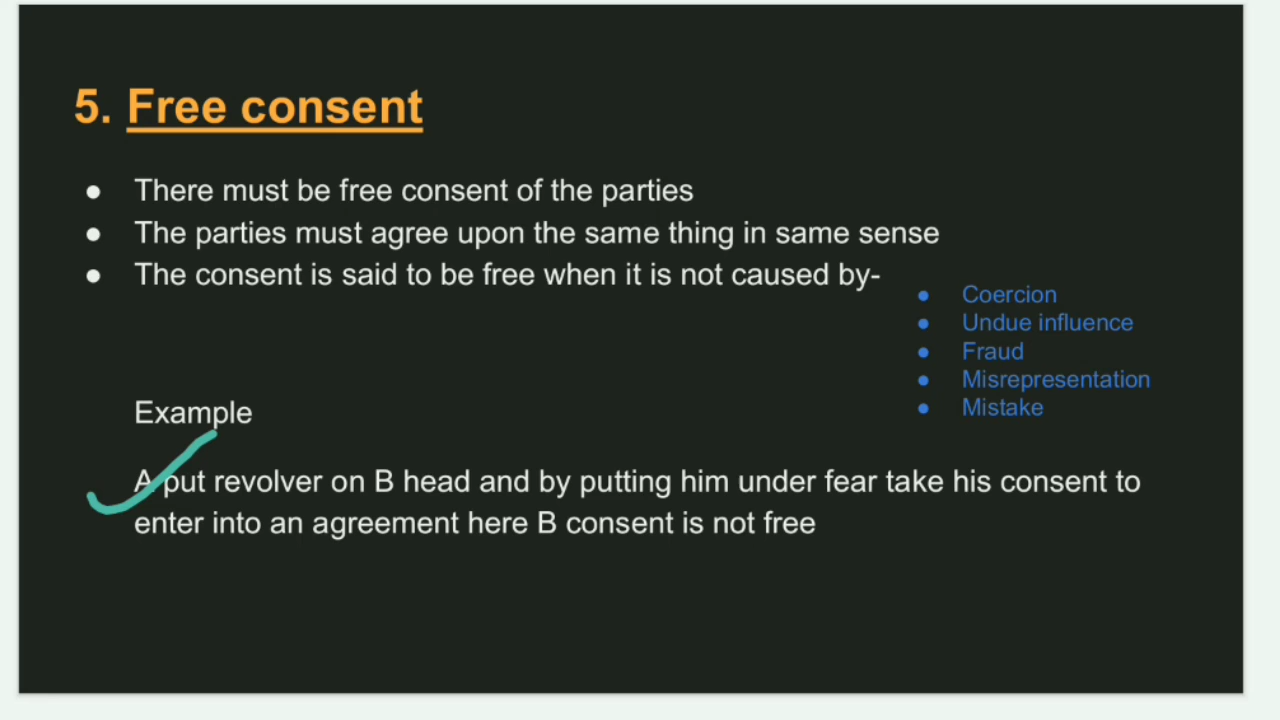 5. Free consent
● There must be free consent of the parties
● The parties must agree upon the same thing in same sense
● The consent is said to be free when it is not caused by-
● Coercion
● Undue influence
● Fraud
● Misrepresentation
● Mistake
Example
A put revolver on B head and by putting him under fear take his consent to
enter into an agreement here B consent is not free